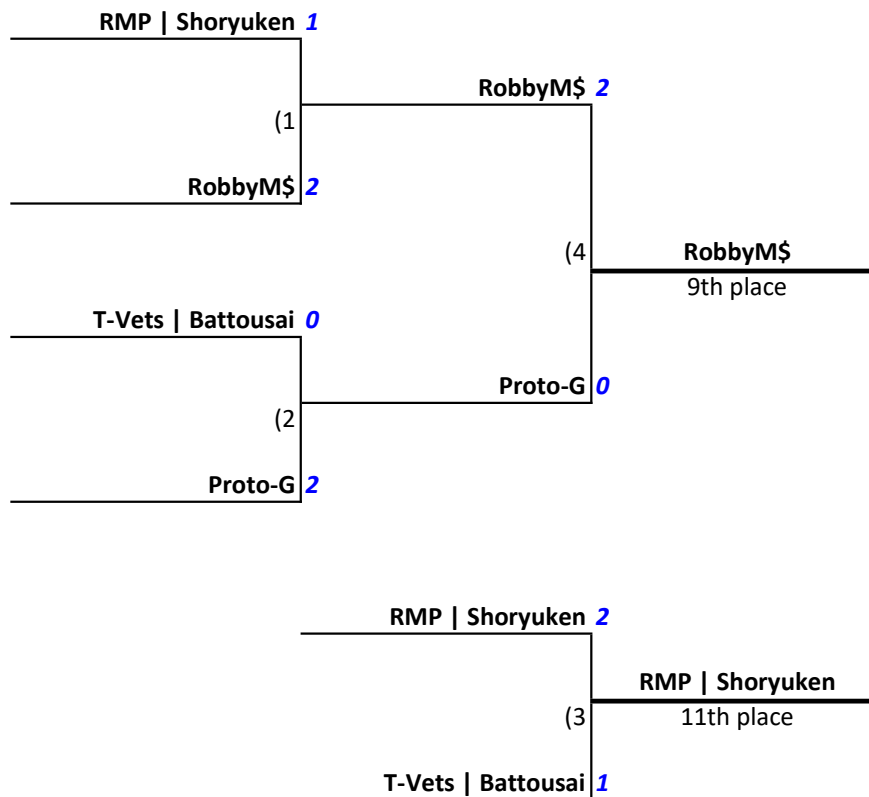 RMP | Shoryuken 1
RobbyM$ 2
(1
RobbyM$ 2
(4
RobbyM$
9th place
T-Vets | Battousai 0
Proto-G 0
(2
Proto-G 2
RMP | Shoryuken 2
RMP | Shoryuken
(3
11th place
T-Vets | Battousai 1